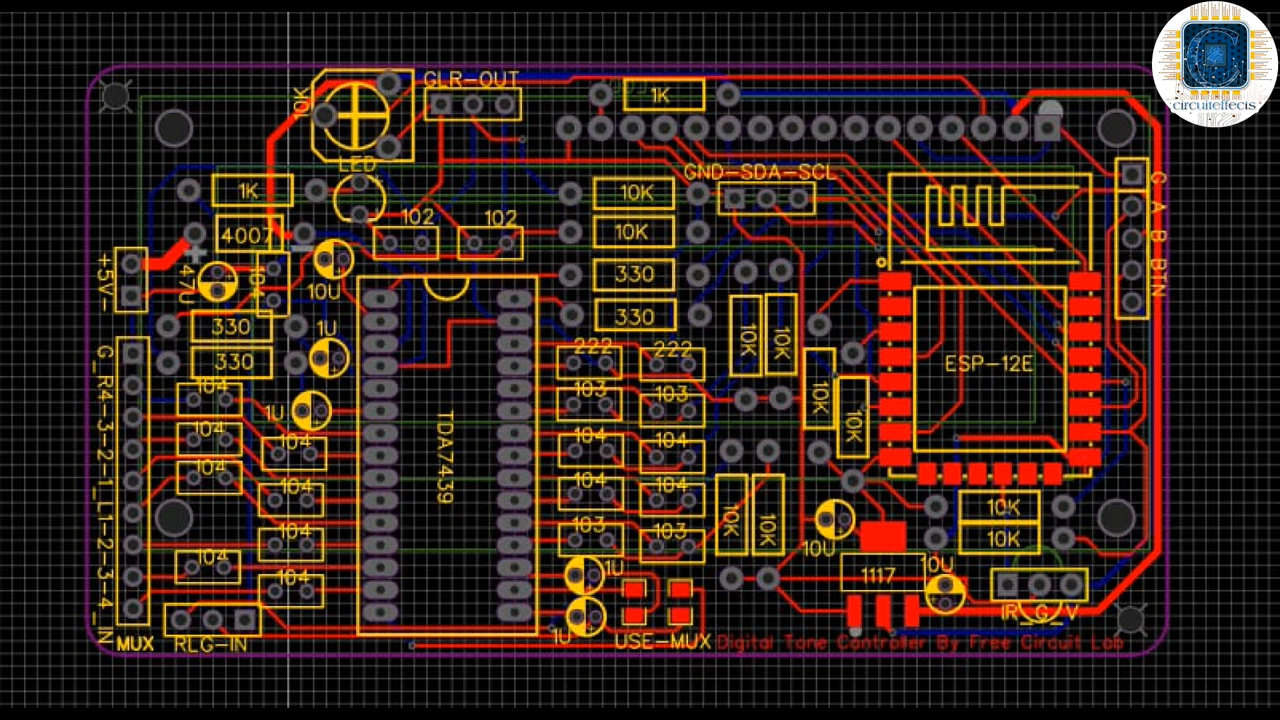 circuiteffects
GLR-OUT
10K
1K
LED
GND-SDA-SCL
1K
10K
102
102
10K
4007
+5V-
47U
104
10U
330
330
G A B BTN
330
1U
330
222
222
10K
10K
ESP-12E
G_R4-3-2-1_L1-2-3-4_IN
104
1U
103
103
10K
10K
TDA7439
104
104
104
104
104
104
104
104
10K
10K
10K
10K
104
103
103
10U
104
104
1U
1117
10U
IR_G_V
MUX
RLG-IN
1U
USE-MUX
Digital Tone Controller By Free Circuit Lab